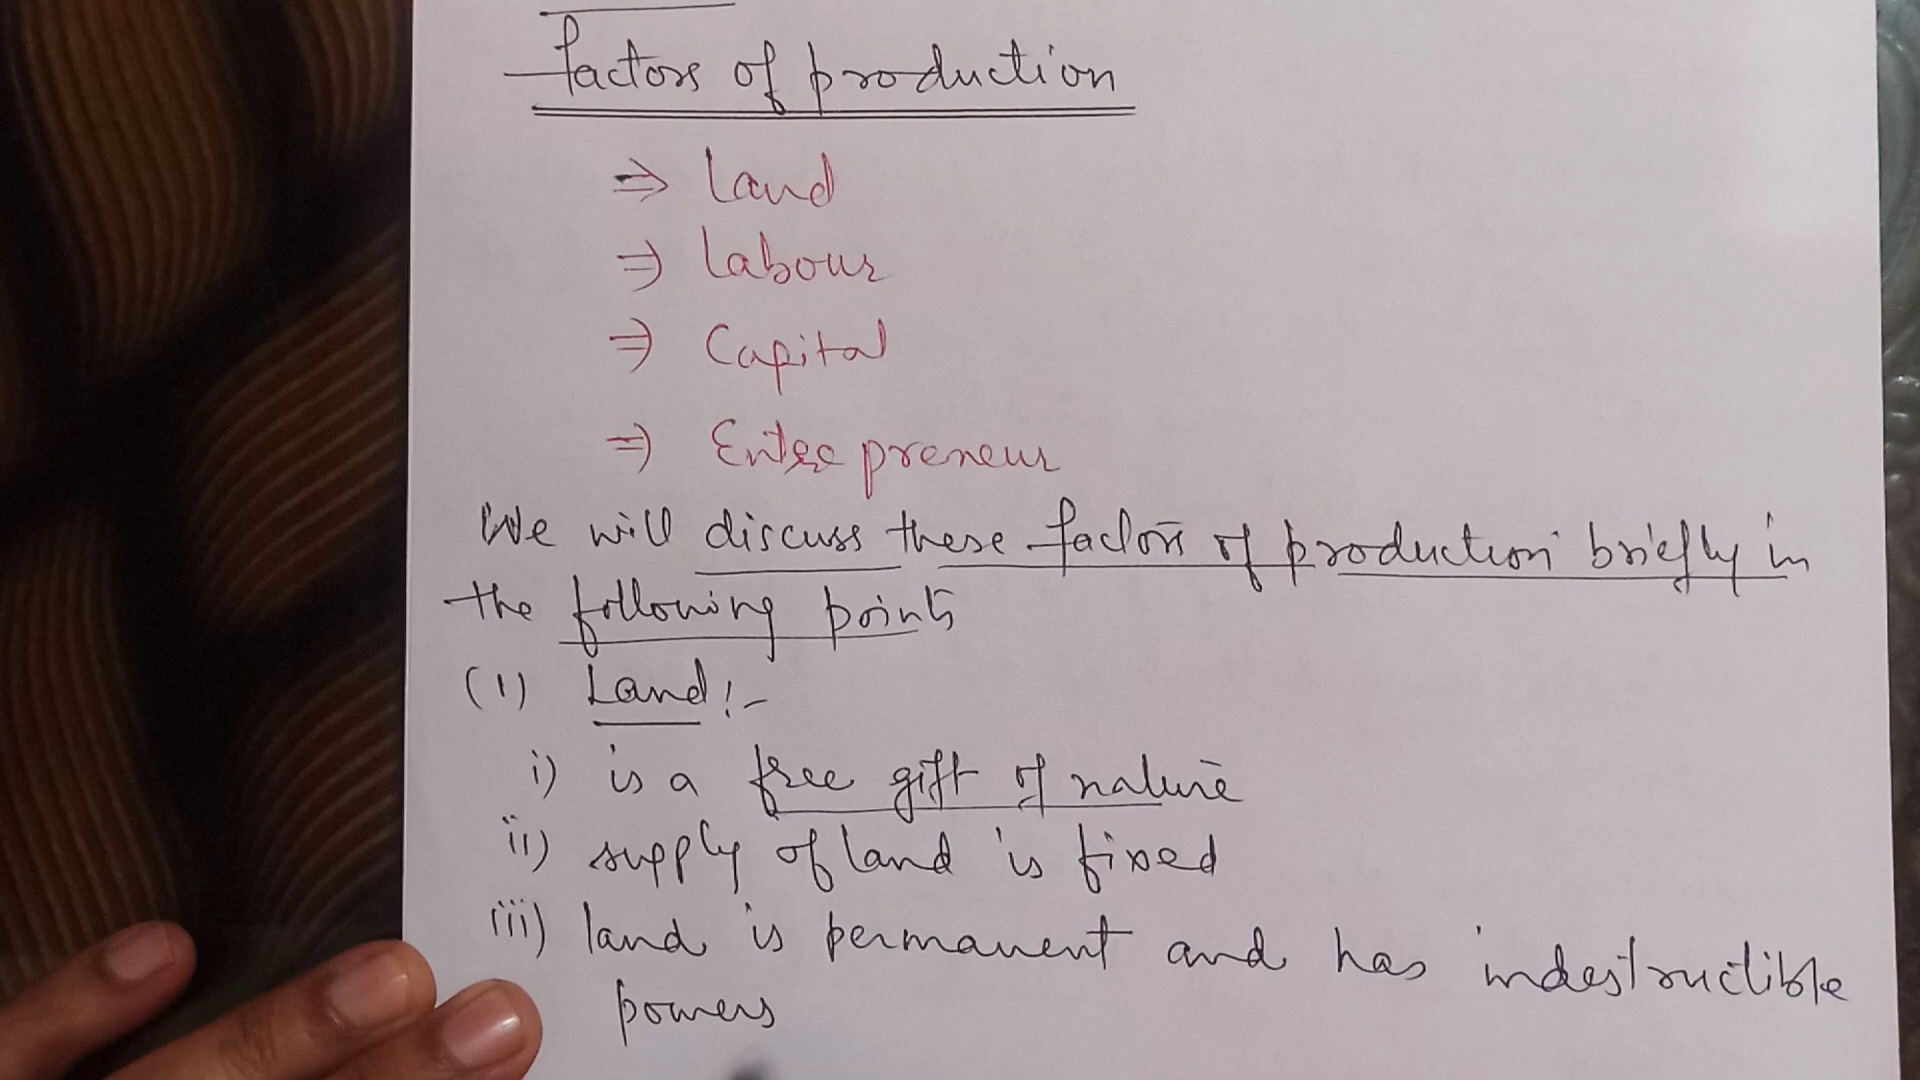 Factors of production
⇒ Land
⇒ Labour
⇒ Capital
⇒ Entrepreneur
We will discuss these factors of production briefly in
the following points
(1) Land :-
i) is a free gift of nature
ii) supply of land is fixed
iii) land is permanent and has indestructible
powers